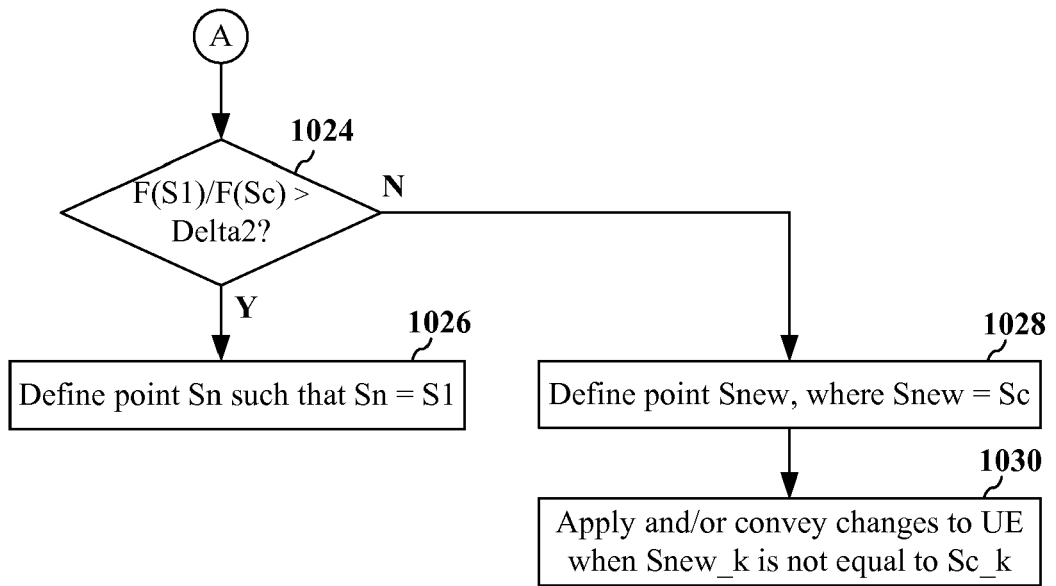 A
1024
F(S1)/F(Sc) >
Delta2?
N
Y
1026
Define point Sn such that Sn = S1
1028
Define point Snew, where Snew = Sc
1030
Apply and/or convey changes to UE
when Snew_k is not equal to Sc_k